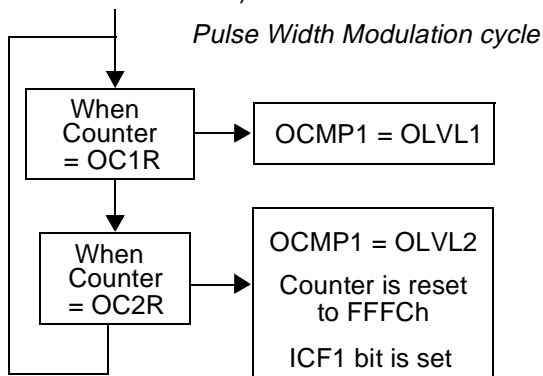 Pulse Width Modulation cycle
When
Counter
= OC1R
OCMP1 = OLVL1
When
Counter
= OC2R
OCMP1 = OLVL2
Counter is reset
to FFFCh
ICF1 bit is set